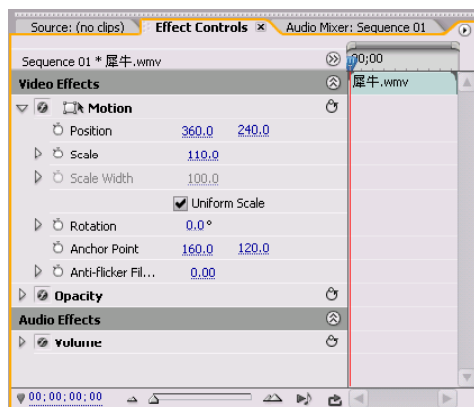 Source: (no clips) Effect Controls × Audio Mixer: Sequence 01
Sequence 01 * 犀牛.wmv
00;00
Video Effects
犀牛.wmv
Motion
Position 360.0 240.0
Scale 110.0
Scale Width 100.0
Uniform Scale
Rotation 0.0°
Anchor Point 160.0 120.0
Anti-flicker Fil... 0.00
Opacity
Audio Effects
Volume
00;00;00;00